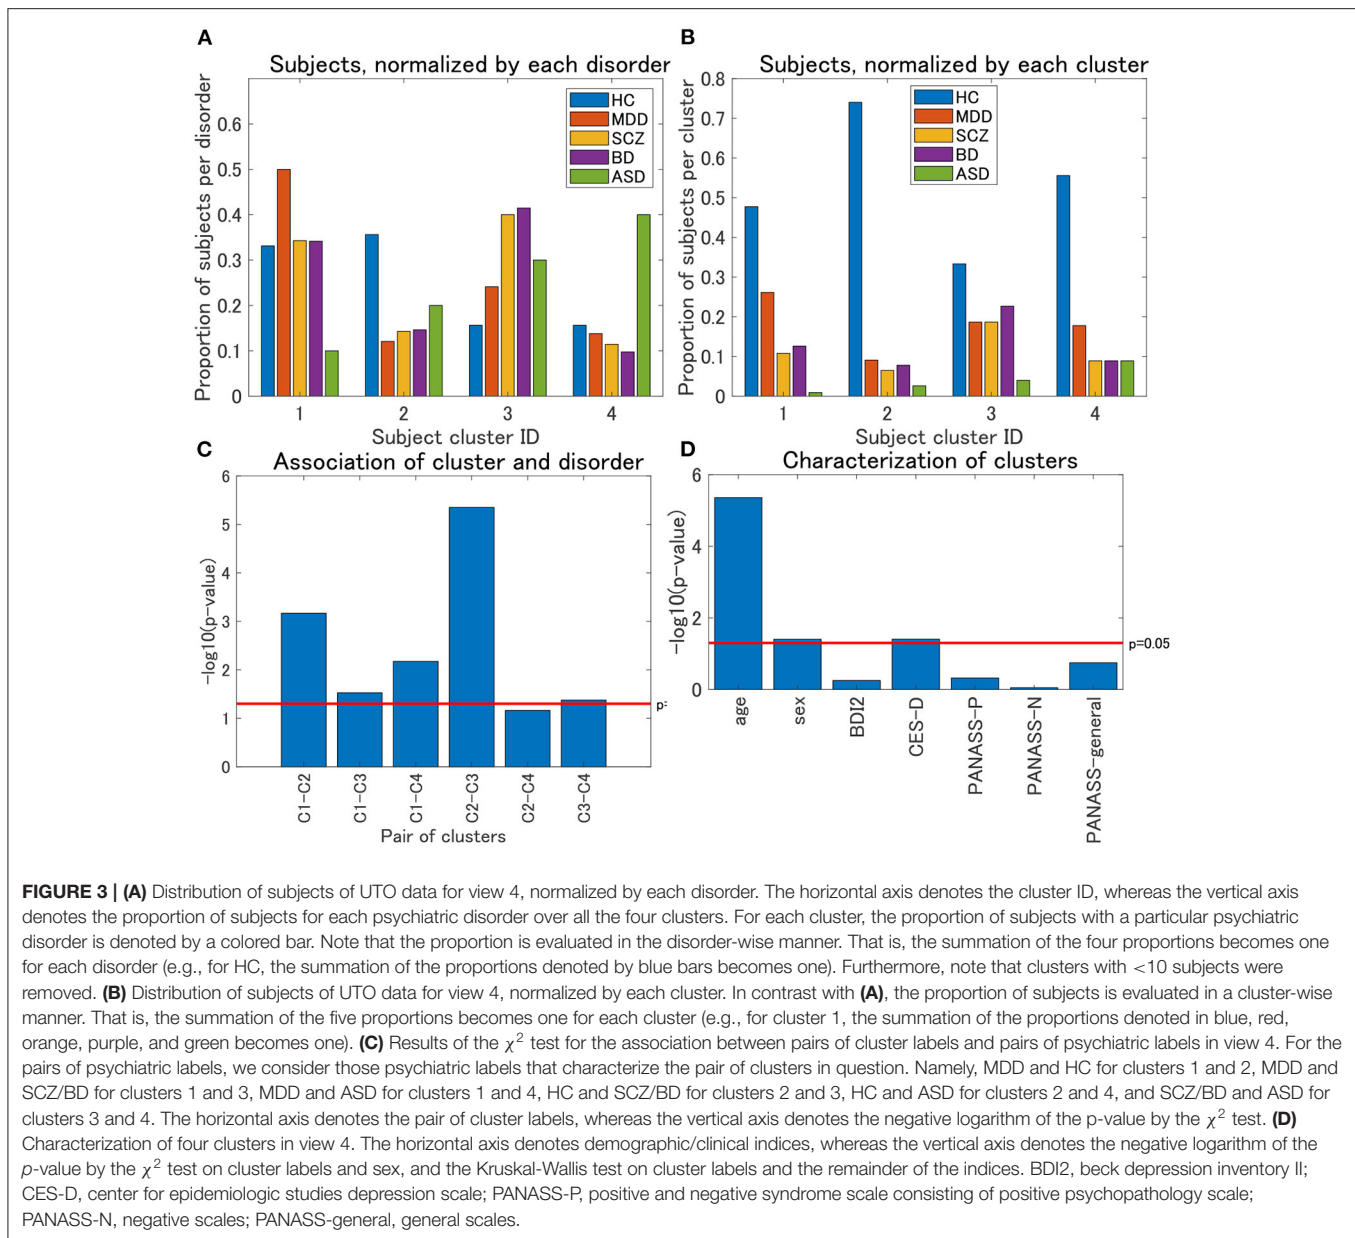 A
Subjects, normalized by each disorder
Proportion of subjects per disorder
0.6
0.5
0.4
0.3
0.2
0.1
0
HC
MDD
SCZ
BD
ASD
1 2 3 4
Subject cluster ID
B
Subjects, normalized by each cluster
Proportion of subjects per cluster
0.8
0.7
0.6
0.5
0.4
0.3
0.2
0.1
0
HC
MDD
SCZ
BD
ASD
1 2 3 4
Subject cluster ID
C
Association of cluster and disorder
-log10(p-value)
6
5
4
3
2
1
0
p=
C1-C2
C1-C3
C1-C4
C2-C3
C2-C4
C3-C4
Pair of clusters
D
Characterization of clusters
-log10(p-value)
6
4
2
0
p=0.05
age
sex
BDI2
CES-D
PANASS-P
PANASS-N
PANASS-general
FIGURE 3 | (A) Distribution of subjects of UTO data for view 4, normalized by each disorder. The horizontal axis denotes the cluster ID, whereas the vertical axis
denotes the proportion of subjects for each psychiatric disorder over all the four clusters. For each cluster, the proportion of subjects with a particular psychiatric
disorder is denoted by a colored bar. Note that the proportion is evaluated in the disorder-wise manner. That is, the summation of the four proportions becomes one
for each disorder (e.g., for HC, the summation of the proportions denoted by blue bars becomes one). Furthermore, note that clusters with <10 subjects were
removed. (B) Distribution of subjects of UTO data for view 4, normalized by each cluster. In contrast with (A), the proportion of subjects is evaluated in a cluster-wise
manner. That is, the summation of the five proportions becomes one for each cluster (e.g., for cluster 1, the summation of the proportions denoted in blue, red,
orange, purple, and green becomes one). (C) Results of the χ² test for the association between pairs of cluster labels and pairs of psychiatric labels in view 4. For the
pairs of psychiatric labels, we consider those psychiatric labels that characterize the pair of clusters in question. Namely, MDD and HC for clusters 1 and 2, MDD and
SCZ/BD for clusters 1 and 3, MDD and ASD for clusters 1 and 4, HC and SCZ/BD for clusters 2 and 3, HC and ASD for clusters 2 and 4, and SCZ/BD and ASD for
clusters 3 and 4. The horizontal axis denotes the pair of cluster labels, whereas the vertical axis denotes the negative logarithm of the p-value by the χ² test. (D)
Characterization of four clusters in view 4. The horizontal axis denotes demographic/clinical indices, whereas the vertical axis denotes the negative logarithm of the
p-value by the χ² test on cluster labels and sex, and the Kruskal-Wallis test on cluster labels and the remainder of the indices. BDI2, beck depression inventory II;
CES-D, center for epidemiologic studies depression scale; PANASS-P, positive and negative syndrome scale consisting of positive psychopathology scale;
PANASS-N, negative scales; PANASS-general, general scales.